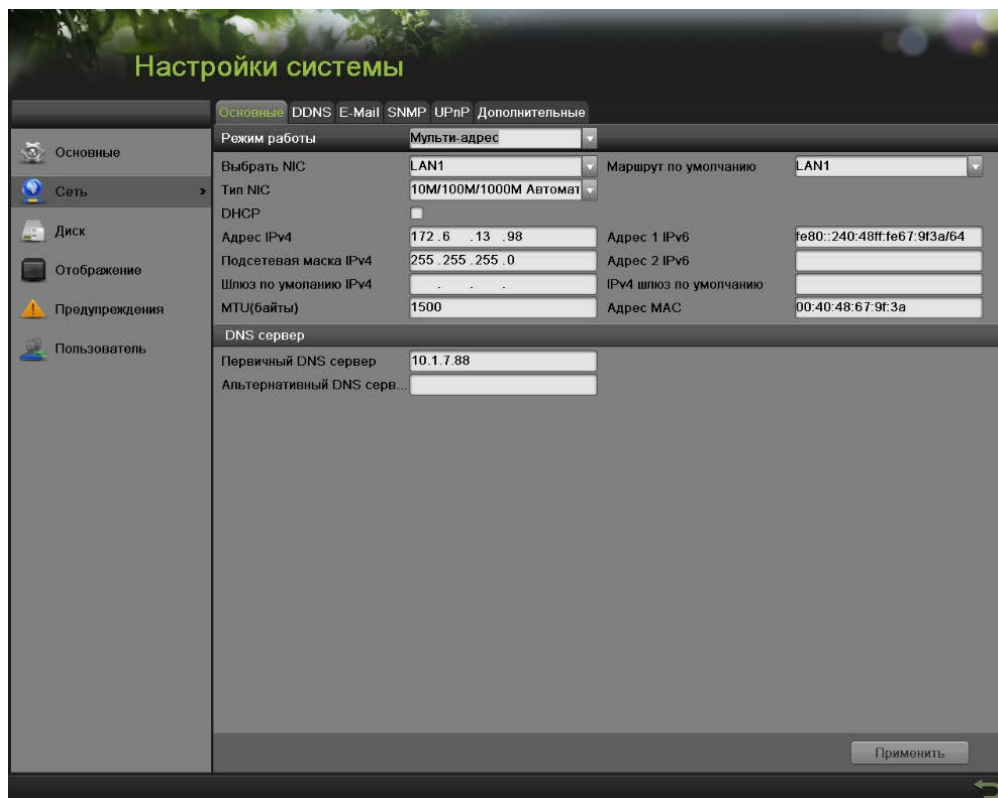 Настройки системы
Основные DDNS E-Mail SNMP UPnP Дополнительные
Основные
Сеть
Диск
Отображение
Предупреждения
Пользователь
Режим работы Мульти-адрес
Выбрать NIC LAN1 Маршрут по умолчанию LAN1
Тип NIC 10M/100M/1000M Автомат
DHCP
Адрес IPv4 172 .6 .13 .98 Адрес 1 IPv6 fe80::240:48ff:fe67:9f3a/64
Подсетевая маска IPv4 255 .255 .255 .0 Адрес 2 IPv6
Шлюз по умопанию IPv4 . . . IPv4 шлюз по умолчанию
MTU(байты) 1500 Адрес MAC 00:40:48:67:9f:3a
DNS сервер
Первичный DNS сервер 10.1.7.88
Альтернативный DNS серв...
Применить